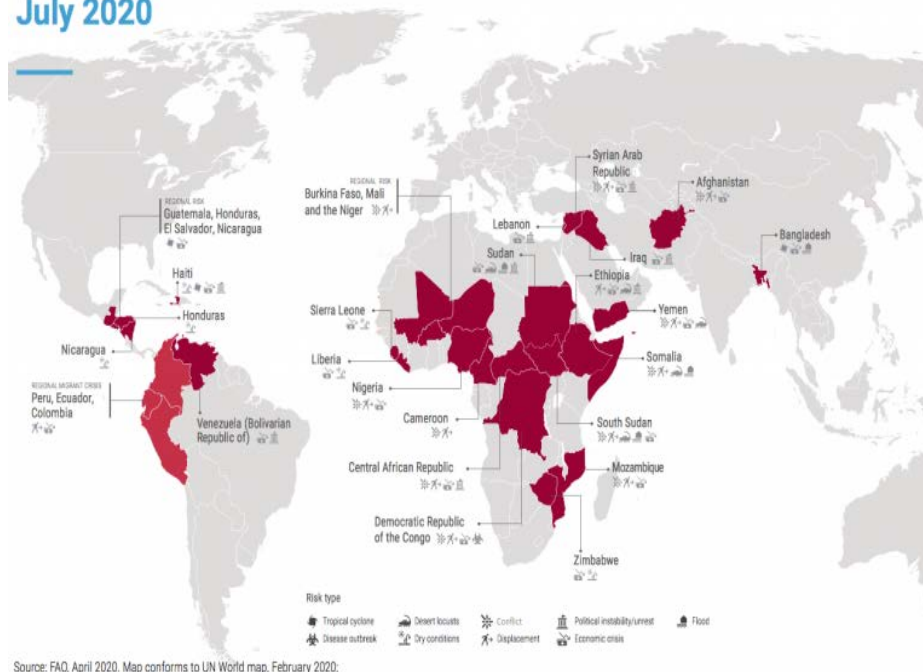 July 2020
REGIONAL RISK
Guatemala, Honduras,
El Salvador, Nicaragua
Haiti
Honduras
Nicaragua
REGIONAL MIGRANT CRISIS
Peru, Ecuador,
Colombia
Venezuela (Bolivarian
Republic of)
REGIONAL RISK
Burkina Faso, Mali
and the Niger
Sierra Leone
Liberia
Nigeria
Cameroon
Central African Republic
Democratic Republic
of the Congo
Lebanon
Sudan
Syrian Arab
Republic
Iraq
Ethiopia
Afghanistan
Bangladesh
Yemen
Somalia
South Sudan
Mozambique
Zimbabwe
Risk type
Tropical cyclone
Desert locusts
Conflict
Political instability/unrest
Flood
Disease outbreak
Dry conditions
Displacement
Economic crisis
Source: FAO, April 2020. Map conforms to UN World map, February 2020;